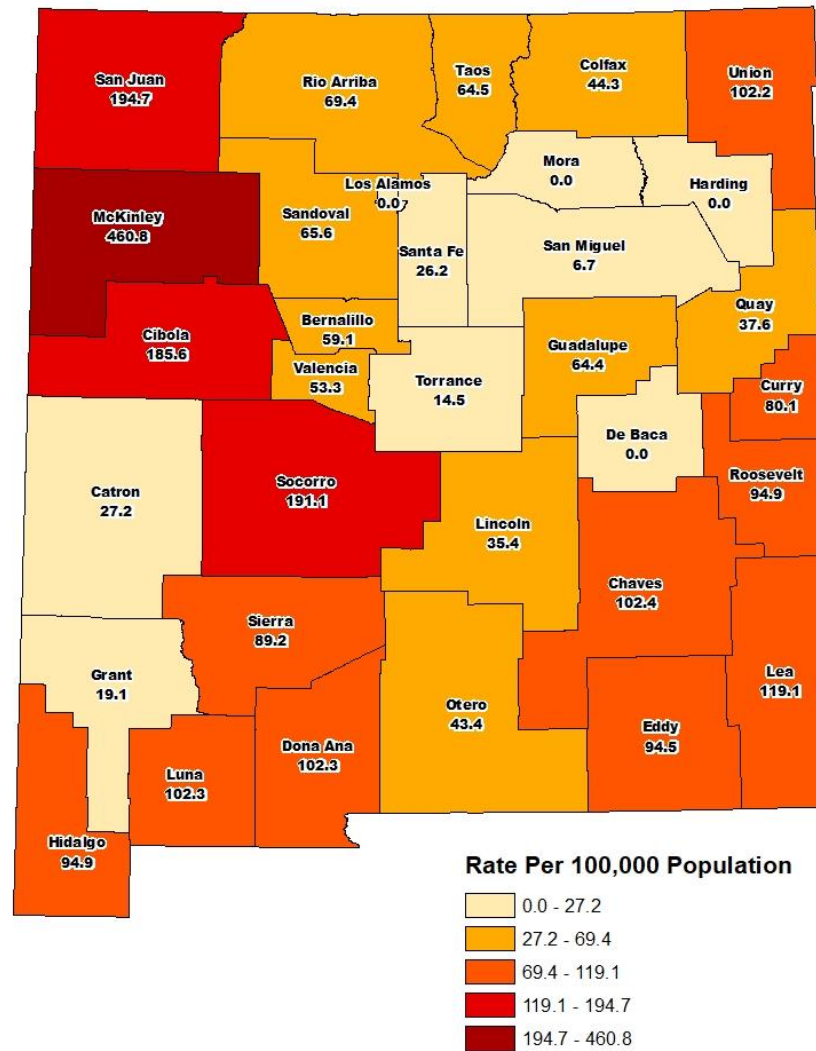 San Juan
194.7
Rio Arriba
69.4
Taos
64.5
Colfax
44.3
Union
102.2
Mora
0.0
Harding
0.0
Los Alamos
0.0
McKinley
460.8
Sandoval
65.6
Santa Fe
26.2
San Miguel
6.7
Quay
37.6
Cibola
185.6
Bernalillo
59.1
Valencia
53.3
Torrance
14.5
Guadalupe
64.4
Curry
80.1
De Baca
0.0
Roosevelt
94.9
Catron
27.2
Socorro
191.1
Lincoln
35.4
Chaves
102.4
Sierra
89.2
Grant
19.1
Lea
119.1
Otero
43.4
Eddy
94.5
Dona Ana
102.3
Luna
102.3
Hidalgo
94.9
Rate Per 100,000 Population
0.0 - 27.2
27.2 - 69.4
69.4 - 119.1
119.1 - 194.7
194.7 - 460.8